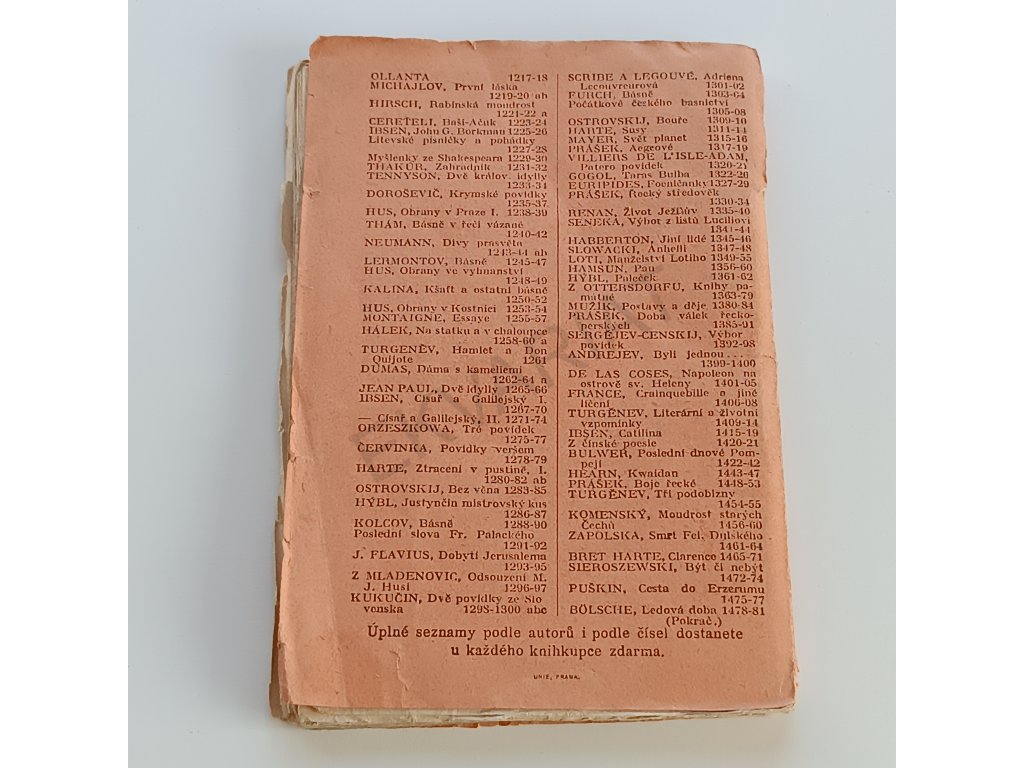 OLLANTA 1217-18
MICHAJLOV, První láska
1219-20 ab
HIRSCH, Rabínská moudrost
1221-22 a
CERETELI, Baši-Ačuk 1223-24
IBSEN, John G. Borkman 1225-26
Litevské písničky a pohádky
1227-28
Myšlenky ze Shakespeara 1229-30
THAKUR, Zahradník 1231-32
TENNYSON, Dvě králov. idylly
1233-34
DOROŠEVIČ, Krymské povídky
1235-37
HUS, Obrany v Praze I. 1238-39
THÁM, Básně v řeči vázané
1240-42
NEUMANN, Divy prasvěta
1243-44 ab
LERMONTOV, Básně 1245-47
HUS, Obrany ve vyhnanství
1248-49
KALINA, Kšaft a ostatní básně
1250-52
HUS, Obrany v Kostnici 1253-54
MONTAIGNE, Essaye 1255-57
HÁLEK, Na statku a v chaloupce
1258-60 a
TURGENĚV, Hamlet a Don
Quijote 1261
DUMAS, Dáma s kameliemi
1262-64 a
JEAN PAUL, Dvě idylly 1265-66
IBSEN, Císař a Galilejský I.
1267-70
— Císař a Galilejský, II. 1271-74
ORZESZKOWA, Tré povídek
1275-77
ČERVINKA, Povídky veršem
1278-79
HARTE, Ztracení v pustině, I.
1280-82 ab
OSTROVSKIJ, Bez věna 1283-85
HÝBL, Justynčin mistrovský kus
1286-87
KOLCOV, Básně 1288-90
Poslední slova Fr. Palackého
1291-92
J. FLAVIUS, Dobytí Jerusalema
1293-95
Z MLADENOVIC, Odsouzení M.
J. Husi 1296-97
KUKUČIN, Dvě povídky ze Slo
venska 1298-1300 abc
SCRIBE A LEGOUVÉ, Adriena
Lecouvreurová 1301-02
FURCH, Básně 1303-04
Počátkové českého basnictví
1305-08
OSTROVSKIJ, Bouře 1309-10
HARTE, Susy 1311-14
MAYER, Svět planet 1315-16
PRÁŠEK, Aegeové 1317-19
VILLIERS DE L'ISLE-ADAM,
Patero povídek 1320-21
GOGOL, Taras Bulba 1322-26
EURIPIDES, Foeničanky 1327-29
PRÁŠEK, Řecký středověk
1330-34
RENAN, Život Ježíšův 1335-40
SENEKA, Výbor z listů Luciliovi
1341-44
HABBERTON, Jiní lidé 1345-46
SLOWACKI, Anhelli 1347-48
LOTI, Manželství Lotiho 1349-55
HAMSUN, Pan 1356-60
HÝBL, Paleček 1361-62
Z OTTERSDORFU, Knihy pa-
mátné 1363-79
MUŽÍK, Postavy a děje 1380-84
PRÁŠEK, Doba válek řecko-
perských 1385-91
SERGĚJEV-CENSKIJ, Výbor
povídek 1392-98
ANDREJEV, Byli jednou...
1399-1400
DE LAS COSES, Napoleon na
ostrově sv. Heleny 1401-05
FRANCE, Crainquebille a jiné
líčení 1406-08
TURGĚNEV, Literární a životní
vzpomínky 1409-14
IBSEN, Catilina 1415-19
Z čínské poesie 1420-21
BULWER, Poslední dnové Pom-
pejí 1422-42
HEARN, Kwaidan 1443-47
PRÁŠEK, Boje řecké 1448-53
TURGĚNEV, Tři podobizny
1454-55
KOMENSKÝ, Moudrost starých
Čechů 1456-60
ZAPOLSKA, Smrt Fel. Dulského
1461-64
BRET HARTE, Clarence 1465-71
SIEROSZEWSKI, Být či nebýt
1472-74
PUŠKIN, Cesta do Erzerumu
1475-77
BÖLSCHE, Ledová doba 1478-81
(Pokrač.)
Úplné seznamy podle autorů i podle čísel dostanete
u každého knihkupce zdarma.
UNIE, PRAHA.